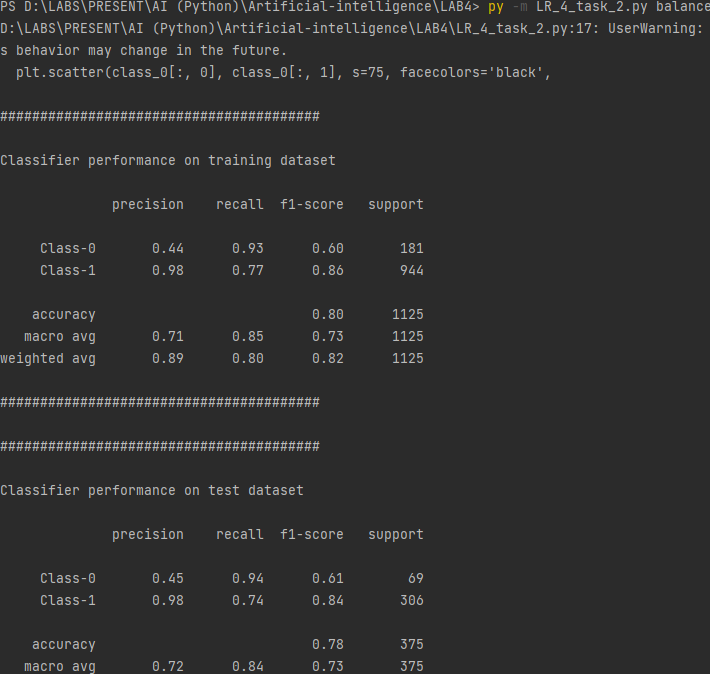 PS D:\LABS\PRESENT\AI (Python)\Artificial-intelligence\LAB4> py -m LR_4_task_2.py balance
D:\LABS\PRESENT\AI (Python)\Artificial-intelligence\LAB4\LR_4_task_2.py:17: UserWarning:
s behavior may change in the future.
  plt.scatter(class_0[:, 0], class_0[:, 1], s=75, facecolors='black',
########################################
Classifier performance on training dataset
              precision    recall  f1-score   support
     Class-0       0.44      0.93      0.60       181
     Class-1       0.98      0.77      0.86       944
    accuracy                           0.80      1125
   macro avg       0.71      0.85      0.73      1125
weighted avg       0.89      0.80      0.82      1125
########################################
########################################
Classifier performance on test dataset
              precision    recall  f1-score   support
     Class-0       0.45      0.94      0.61        69
     Class-1       0.98      0.74      0.84       306
    accuracy                           0.78       375
   macro avg       0.72      0.84      0.73       375